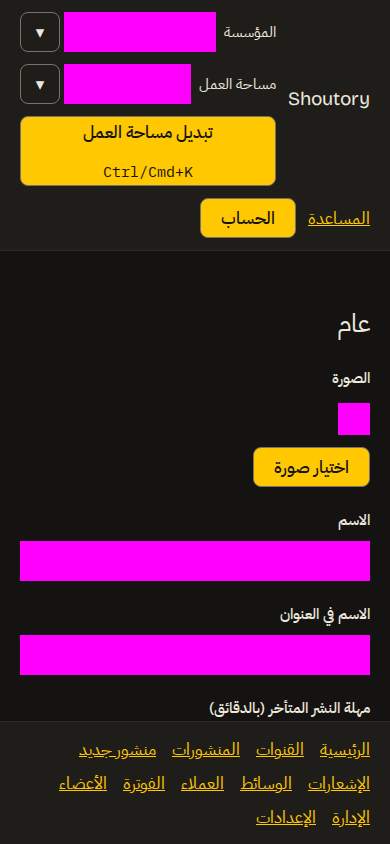 Shoutory
المؤسسة
▼
مساحة العمل
▼
تبديل مساحة العمل
Ctrl/Cmd+K
المساعدة
الحساب
عام
الصورة
اختيار صورة
الاسم
الاسم في العنوان
مهلة النشر المتأخر (بالدقائق)
الرئيسية القنوات المنشورات منشور جديد
الإشعارات الوسائط العملاء الفوترة الأعضاء
الإدارة الإعدادات